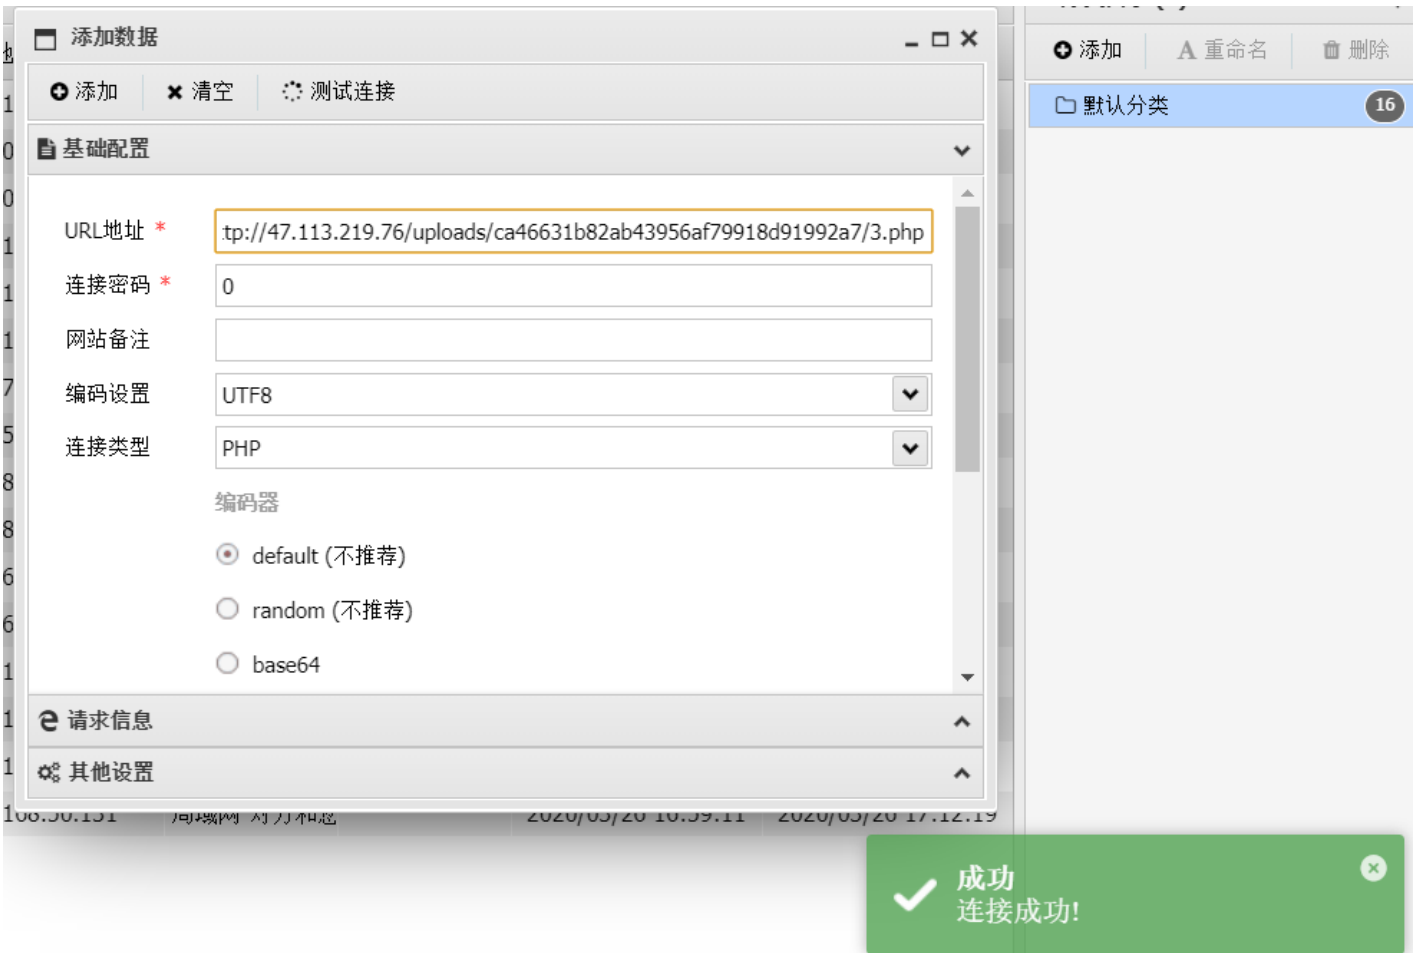 添加数据
添加 清空 测试连接
基础配置
URL地址 *
:tp://47.113.219.76/uploads/ca46631b82ab43956af79918d91992a7/3.php
连接密码 *
0
网站备注
编码设置
UTF8
连接类型
PHP
编码器
default (不推荐)
random (不推荐)
base64
请求信息
其他设置
添加 重命名 删除
默认分类 16
成功
连接成功!